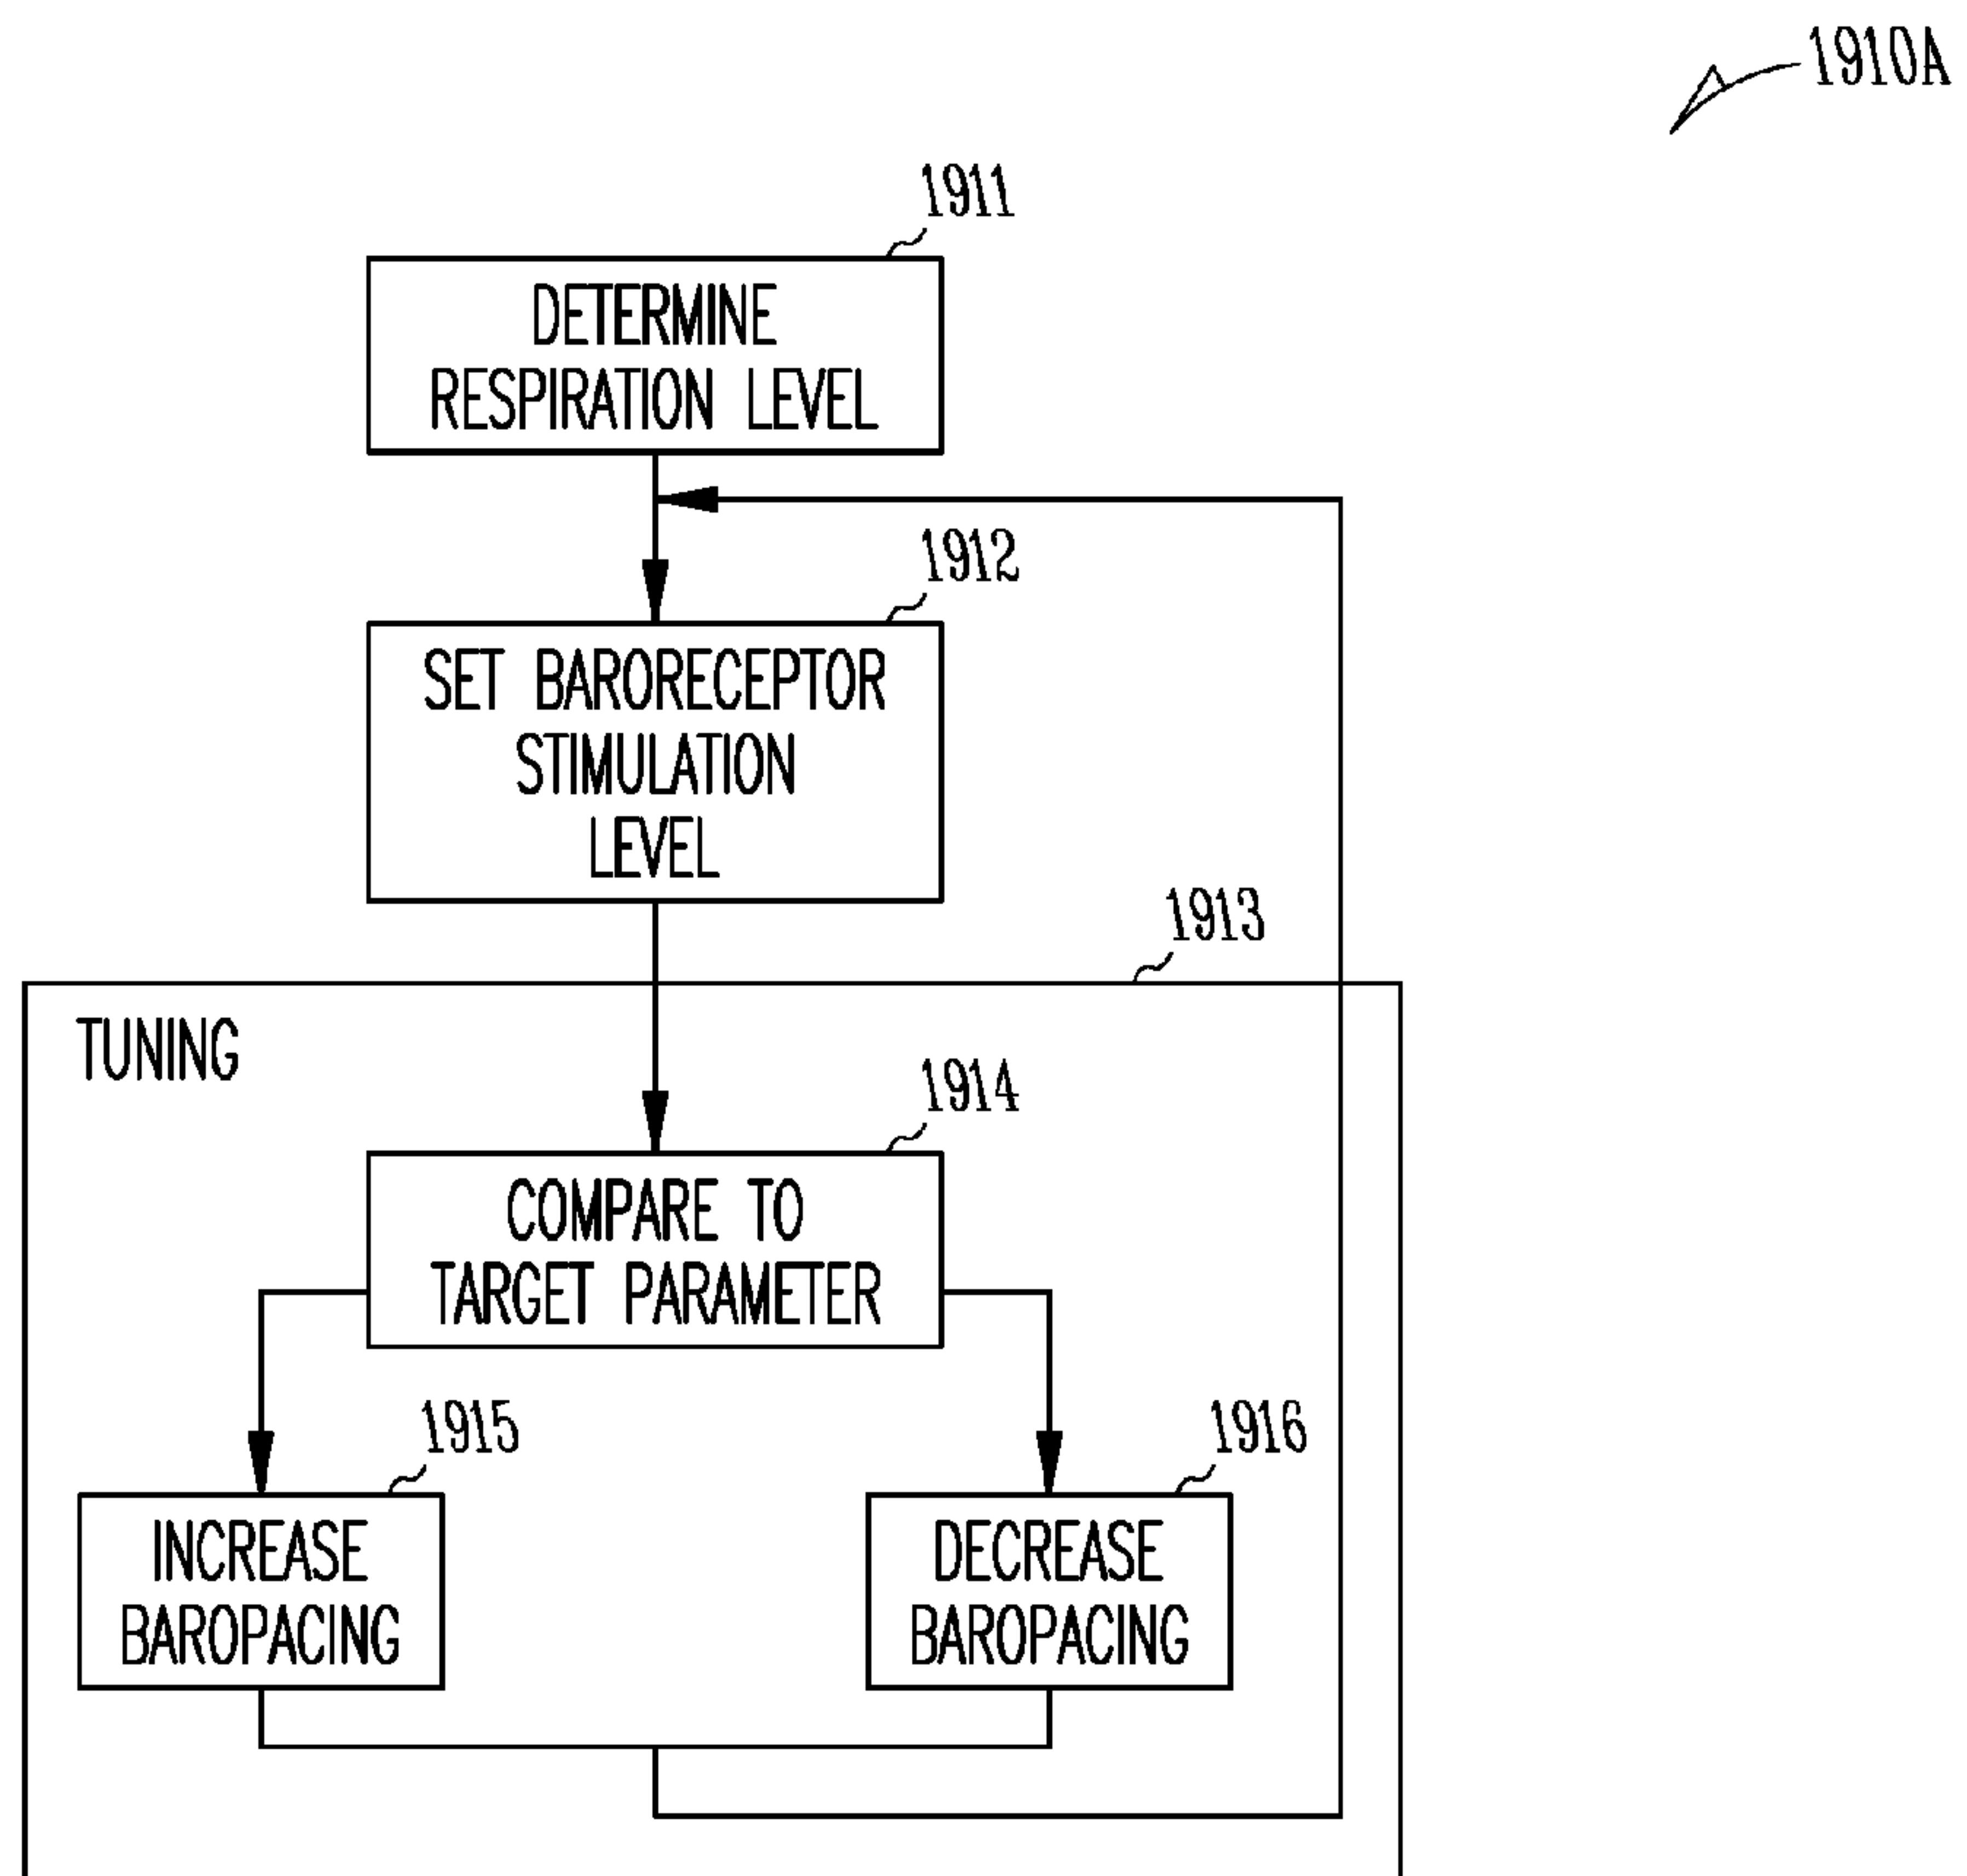 1910A
1911
DETERMINE
RESPIRATION LEVEL
1912
SET BARORECEPTOR
STIMULATION
LEVEL
1913
TUNING
1914
COMPARE TO
TARGET PARAMETER
1915
INCREASE
BAROPACING
1916
DECREASE
BAROPACING